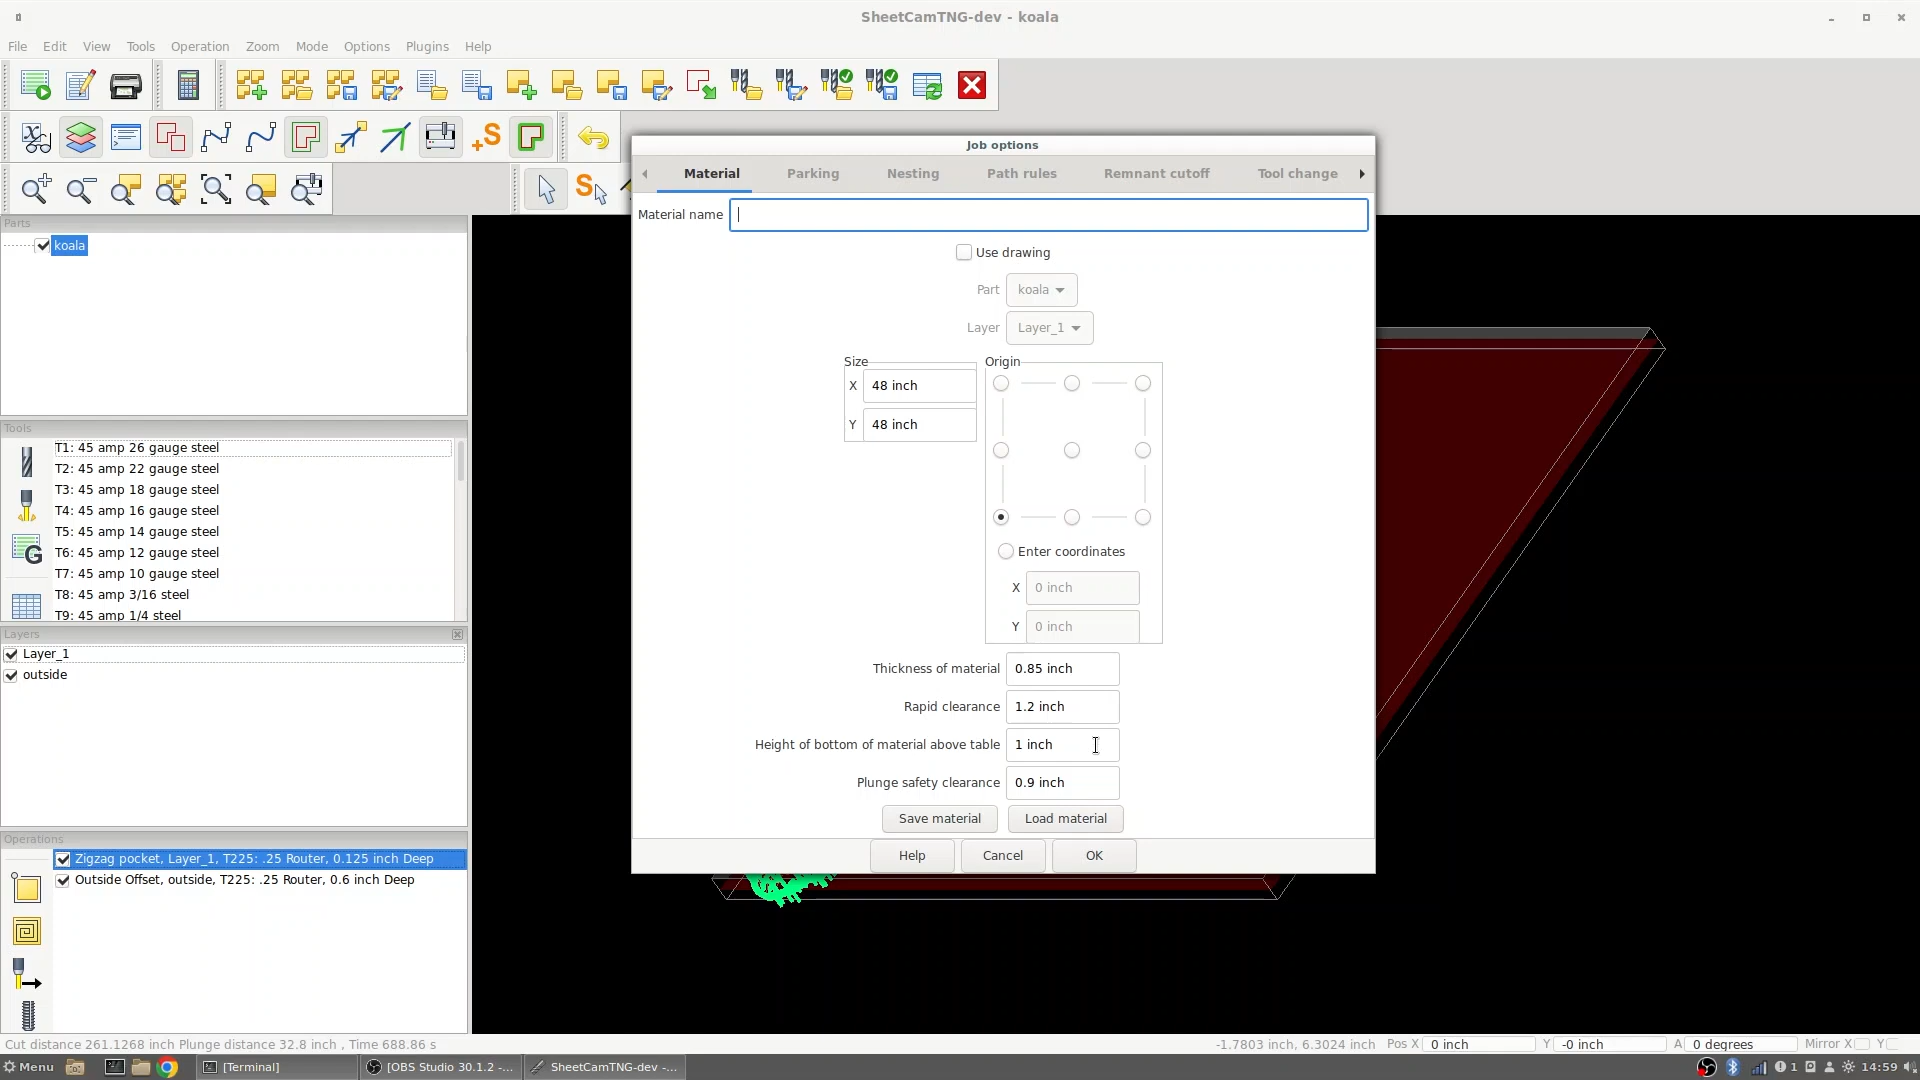 SheetCamTNG-dev - koala
File Edit View Tools Operation Zoom Mode Options Plugins Help
Job options
Material Parking Nesting Path rules Remnant cutoff Tool change
Material name
Use drawing
Part koala
Layer Layer_1
Size
X 48 inch
Y 48 inch
Origin
Enter coordinates
X 0 inch
Y 0 inch
Thickness of material 0.85 inch
Rapid clearance 1.2 inch
Height of bottom of material above table 1 inch
Plunge safety clearance 0.9 inch
Save material Load material
Help Cancel OK
Parts
koala
Tools
T1: 45 amp 26 gauge steel
T2: 45 amp 22 gauge steel
T3: 45 amp 18 gauge steel
T4: 45 amp 16 gauge steel
T5: 45 amp 14 gauge steel
T6: 45 amp 12 gauge steel
T7: 45 amp 10 gauge steel
T8: 45 amp 3/16 steel
T9: 45 amp 1/4 steel
Layers
Layer_1
outside
Operations
Zigzag pocket, Layer_1, T225: .25 Router, 0.125 inch Deep
Outside Offset, outside, T225: .25 Router, 0.6 inch Deep
Cut distance 261.1268 inch Plunge distance 32.8 inch , Time 688.86 s
-1.7803 inch, 6.3024 inch Pos X 0 inch Y -0 inch A 0 degrees Mirror X Y
Menu [Terminal] [OBS Studio 30.1.2 -... SheetCamTNG-dev -... 1 14:59